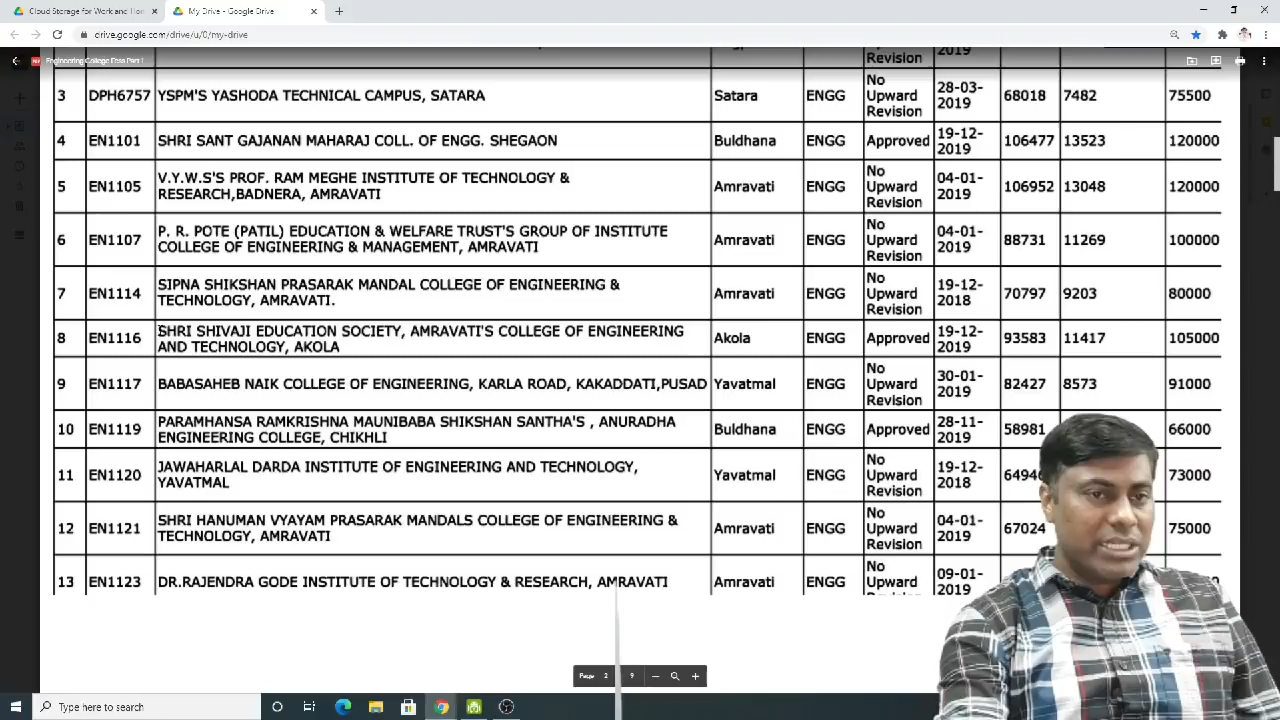 Cloud Storage for Work and Hom
My Drive - Google Drive
drive.google.com/drive/u/0/my-drive
Engineering College Fess Part 1
Revision
2019
3 DPH6757 YSPM'S YASHODA TECHNICAL CAMPUS, SATARA Satara ENGG No Upward Revision 28-03-2019 68018 7482 75500
4 EN1101 SHRI SANT GAJANAN MAHARAJ COLL. OF ENGG. SHEGAON Buldhana ENGG Approved 19-12-2019 106477 13523 120000
5 EN1105 V.Y.W.S'S PROF. RAM MEGHE INSTITUTE OF TECHNOLOGY & RESEARCH,BADNERA, AMRAVATI Amravati ENGG No Upward Revision 04-01-2019 106952 13048 120000
6 EN1107 P. R. POTE (PATIL) EDUCATION & WELFARE TRUST'S GROUP OF INSTITUTE COLLEGE OF ENGINEERING & MANAGEMENT, AMRAVATI Amravati ENGG No Upward Revision 04-01-2019 88731 11269 100000
7 EN1114 SIPNA SHIKSHAN PRASARAK MANDAL COLLEGE OF ENGINEERING & TECHNOLOGY, AMRAVATI. Amravati ENGG No Upward Revision 19-12-2018 70797 9203 80000
8 EN1116 SHRI SHIVAJI EDUCATION SOCIETY, AMRAVATI'S COLLEGE OF ENGINEERING AND TECHNOLOGY, AKOLA Akola ENGG Approved 19-12-2019 93583 11417 105000
9 EN1117 BABASAHEB NAIK COLLEGE OF ENGINEERING, KARLA ROAD, KAKADDATI,PUSAD Yavatmal ENGG No Upward Revision 30-01-2019 82427 8573 91000
10 EN1119 PARAMHANSA RAMKRISHNA MAUNIBABA SHIKSHAN SANTHA'S , ANURADHA ENGINEERING COLLEGE, CHIKHLI Buldhana ENGG Approved 28-11-2019 58981 66000
11 EN1120 JAWAHARLAL DARDA INSTITUTE OF ENGINEERING AND TECHNOLOGY, YAVATMAL Yavatmal ENGG No Upward Revision 19-12-2018 6494 73000
12 EN1121 SHRI HANUMAN VYAYAM PRASARAK MANDALS COLLEGE OF ENGINEERING & TECHNOLOGY, AMRAVATI Amravati ENGG No Upward Revision 04-01-2019 67024 75000
13 EN1123 DR.RAJENDRA GODE INSTITUTE OF TECHNOLOGY & RESEARCH, AMRAVATI Amravati ENGG No Upward 09-01-2019
Page 2 9
Type here to search